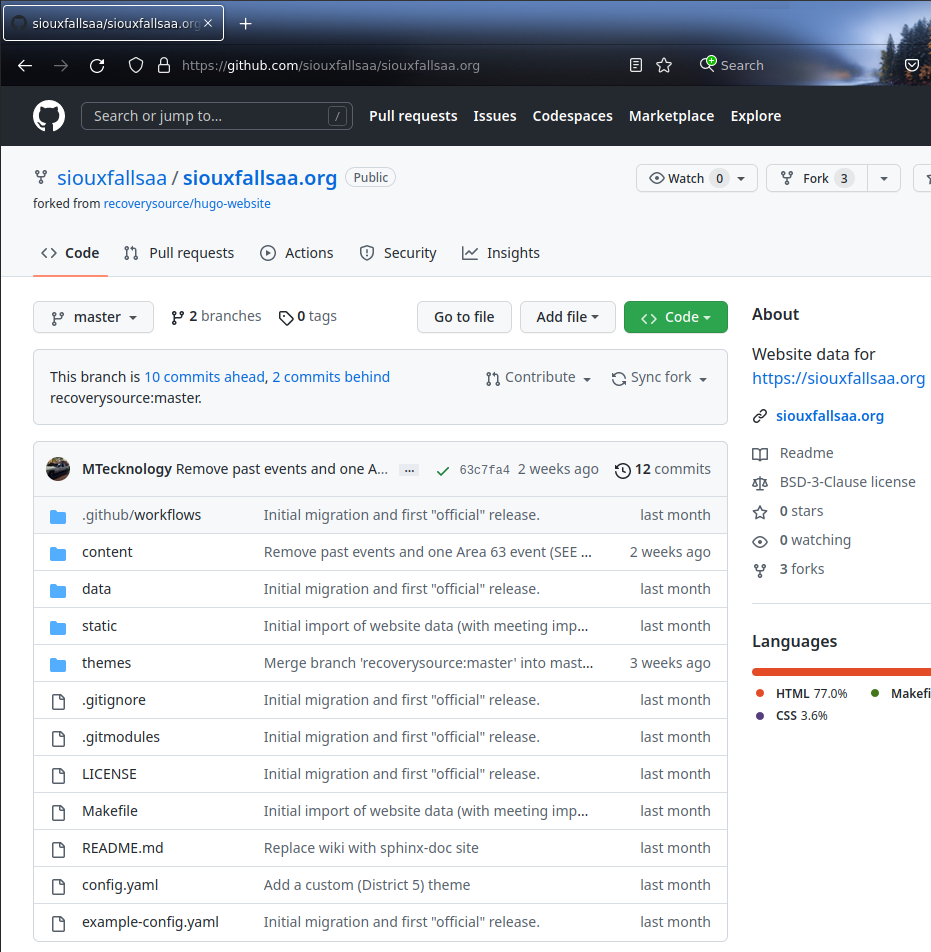 siouxfallsaa/siouxfallsaa.org
https://github.com/siouxfallsaa/siouxfallsaa.org
Search
Search or jump to...
/
Pull requests
Issues
Codespaces
Marketplace
Explore
siouxfallsaa / siouxfallsaa.org
Public
Watch 0
Fork 3
forked from recoverysource/hugo-website
Code
Pull requests
Actions
Security
Insights
master
2 branches
0 tags
Go to file
Add file
Code
This branch is 10 commits ahead, 2 commits behind
recoverysource:master.
Contribute
Sync fork
MTecknology Remove past events and one A...
...
63c7fa4 2 weeks ago
12 commits
.github/workflows Initial migration and first "official" release. last month
content Remove past events and one Area 63 event (SEE ... 2 weeks ago
data Initial migration and first "official" release. last month
static Initial import of website data (with meeting imp... last month
themes Merge branch 'recoverysource:master' into mast... 3 weeks ago
.gitignore Initial migration and first "official" release. last month
.gitmodules Initial migration and first "official" release. last month
LICENSE Initial migration and first "official" release. last month
Makefile Initial import of website data (with meeting imp... last month
README.md Replace wiki with sphinx-doc site last month
config.yaml Add a custom (District 5) theme last month
example-config.yaml Initial migration and first "official" release. last month
About
Website data for
https://siouxfallsaa.org
siouxfallsaa.org
Readme
BSD-3-Clause license
0 stars
0 watching
3 forks
Languages
HTML 77.0%
Makefi
CSS 3.6%